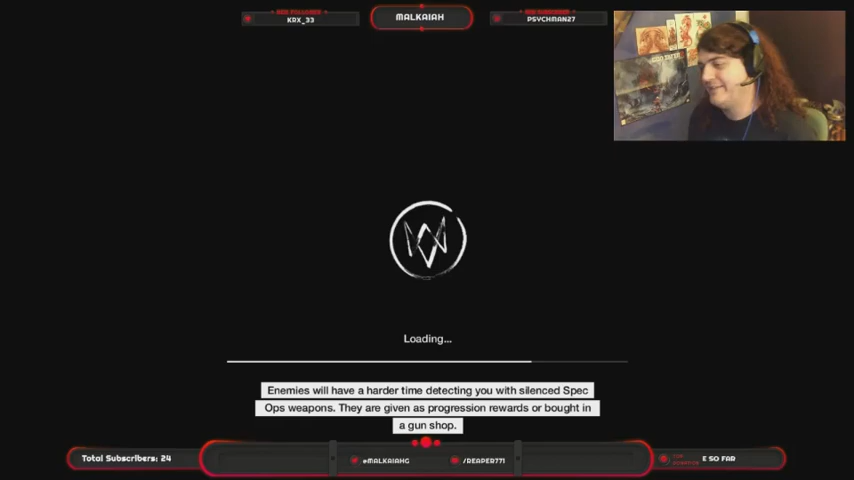 KRX_33
MALKAIAH
PSYCHMAN27
Loading...
Enemies will have a harder time detecting you with silenced Spec
Ops weapons. They are given as progression rewards or bought in
a gun shop.
Total Subscribers: 24
@MALKAIAHG
/REAPER771
E SO FAR